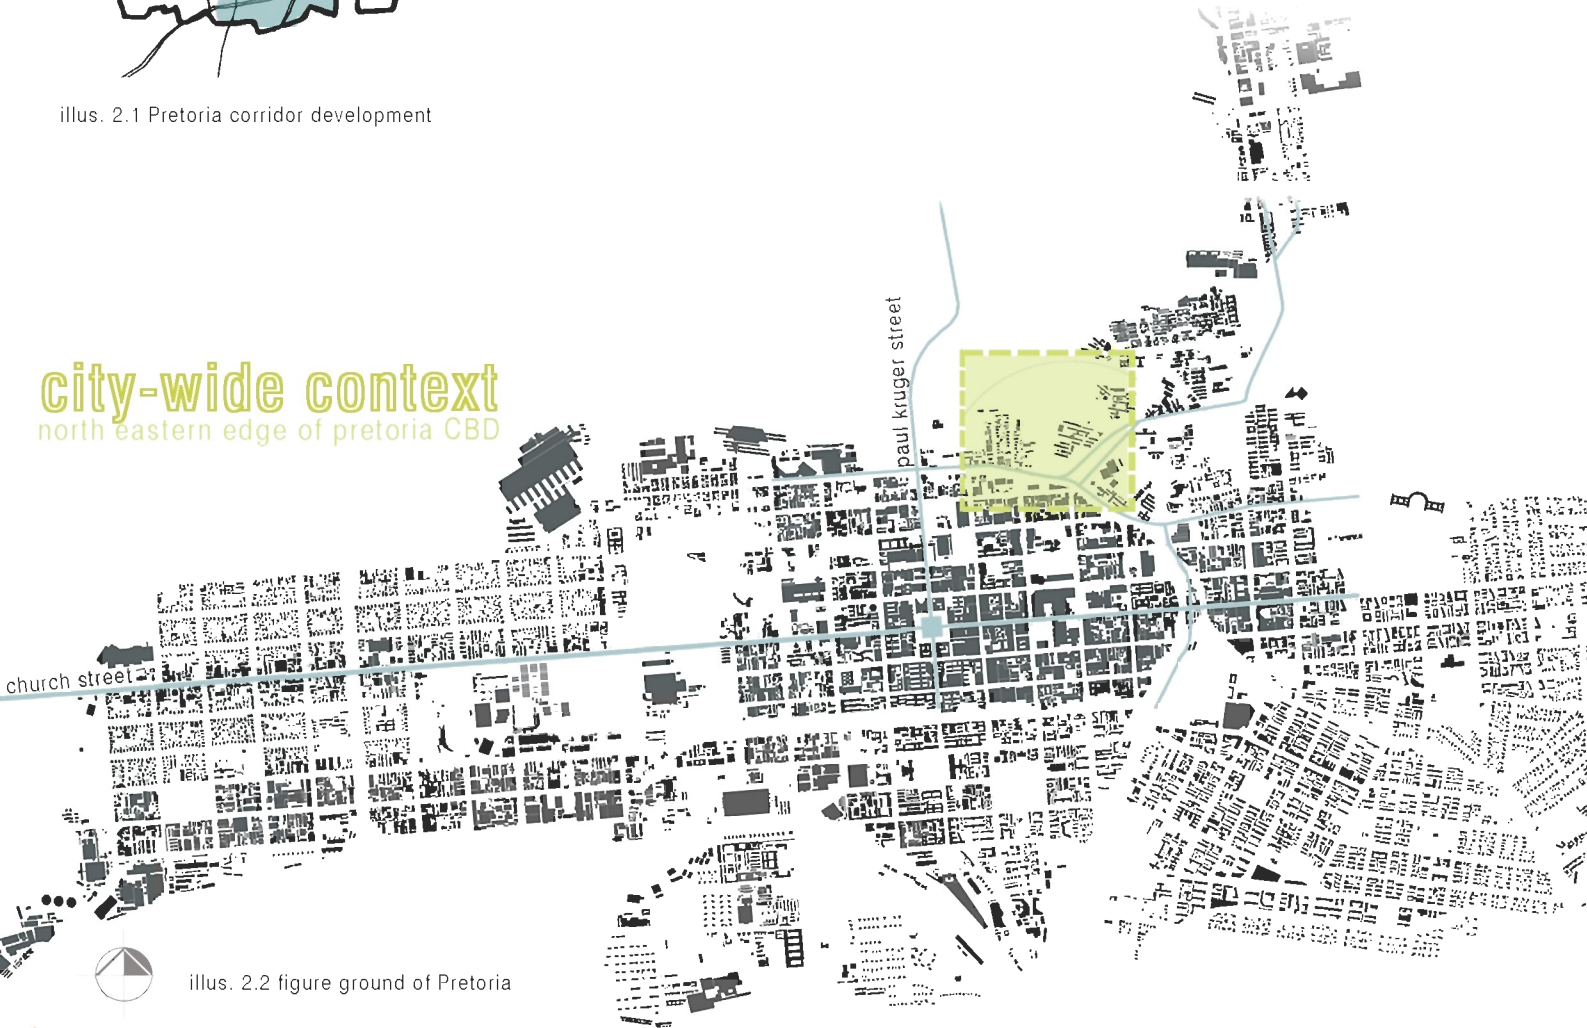 illus. 2.1 Pretoria corridor development
paul kruger street
city-wide context
north eastern edge of pretoria CBD
church street
illus. 2.2 figure ground of Pretoria